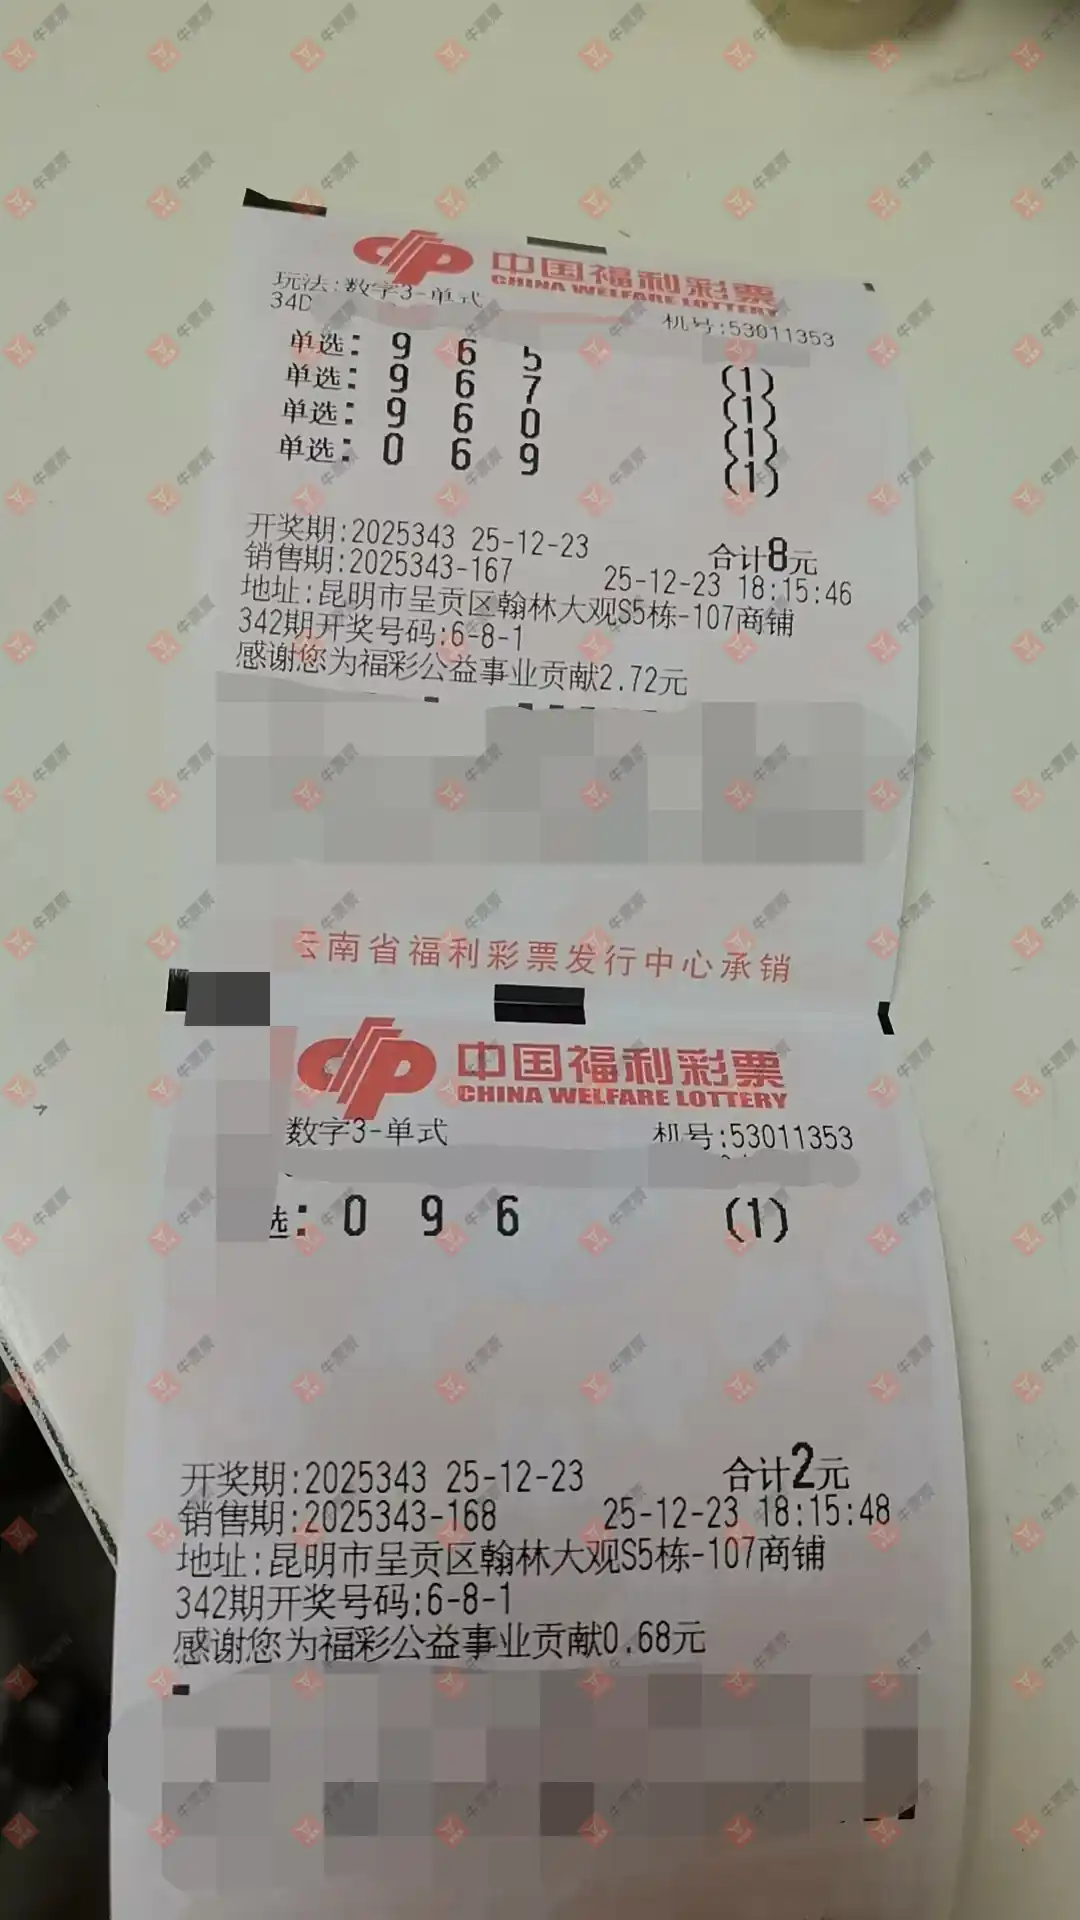 中国福利彩票
CHINA WELFARE LOTTERY
玩法:数字3-单式
34D
机号:53011353
单选: 9 6 5 (1)
单选: 9 6 7 (1)
单选: 9 6 0 (1)
单选: 0 6 9 (1)
开奖期:2025343 25-12-23 合计8元
销售期:2025343-167 25-12-23 18:15:46
地址:昆明市呈贡区翰林大观S5栋-107商铺
342期开奖号码:6-8-1
感谢您为福彩公益事业贡献2.72元
云南省福利彩票发行中心承销
中国福利彩票
CHINA WELFARE LOTTERY
数字3-单式 机号:53011353
选: 0 9 6 (1)
开奖期:2025343 25-12-23 合计2元
销售期:2025343-168 25-12-23 18:15:48
地址:昆明市呈贡区翰林大观S5栋-107商铺
342期开奖号码:6-8-1
感谢您为福彩公益事业贡献0.68元